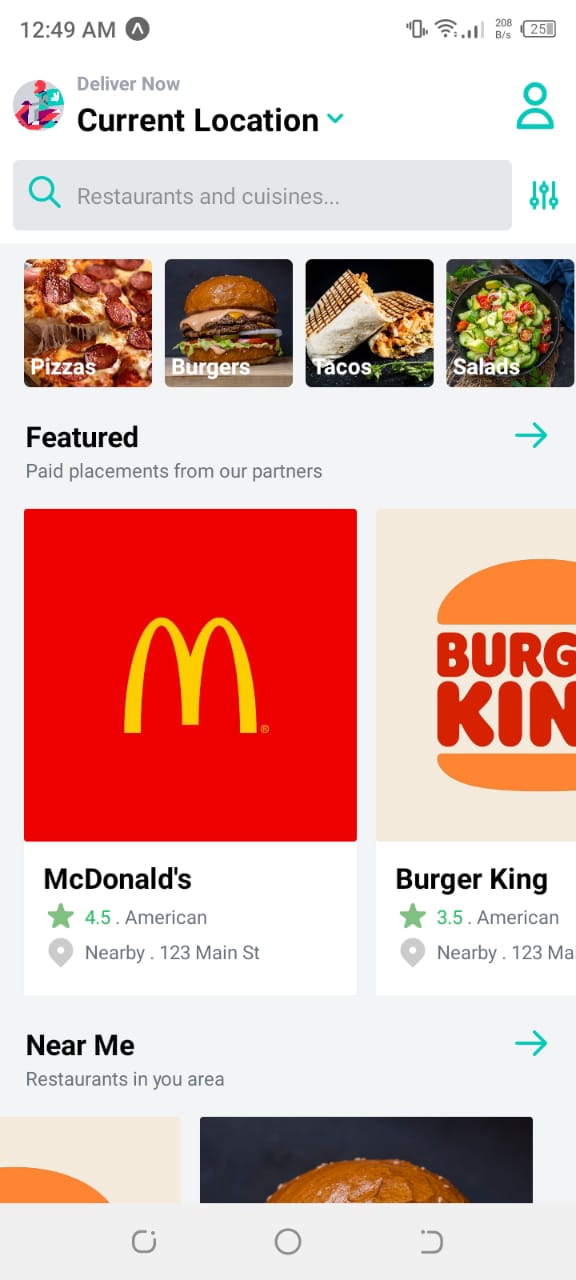 12:49 AM
208
B/s
25
Deliver Now
Current Location
Restaurants and cuisines...
Pizzas
Burgers
Tacos
Salads
Featured
Paid placements from our partners
®
BURG
KIN
McDonald's
4.5 . American
Nearby . 123 Main St
Burger King
3.5 . American
Nearby . 123 Mai
Near Me
Restaurants in you area